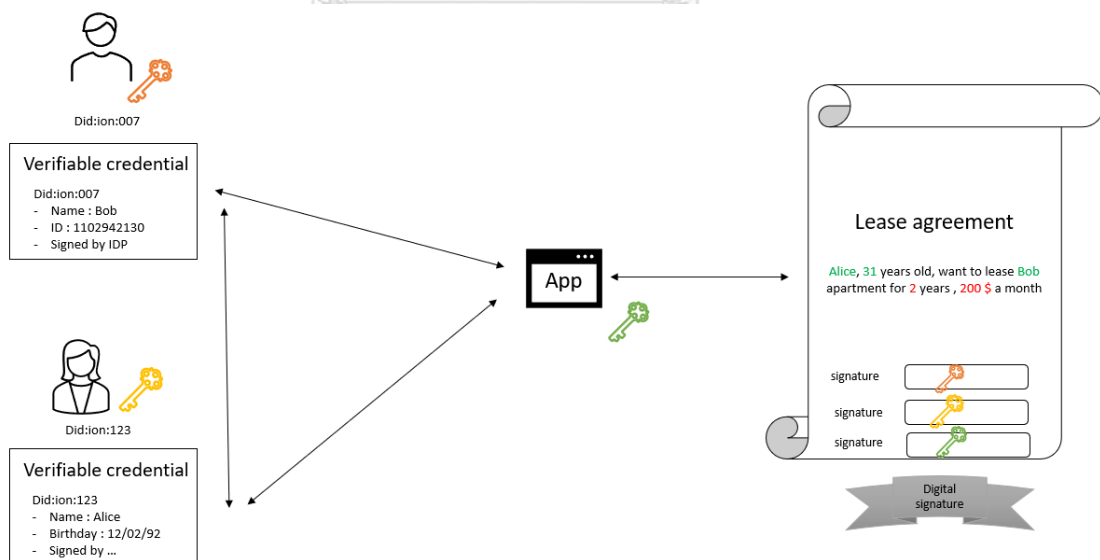 Did:ion:007
Verifiable credential
Did:ion:007
- Name : Bob
- ID : 1102942130
- Signed by IDP
Did:ion:123
Verifiable credential
Did:ion:123
- Name : Alice
- Birthday : 12/02/92
- Signed by ...
App
Lease agreement
Alice, 31 years old, want to lease Bob
apartment for 2 years , 200 $ a month
signature
signature
signature
Digital
signature